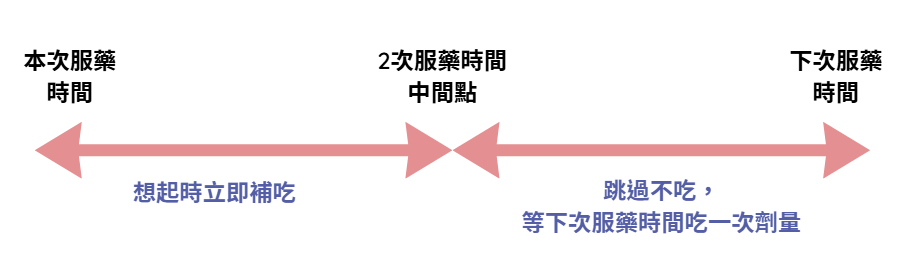 本次服藥
時間
2次服藥時間
中間點
下次服藥
時間
想起時立即補吃
跳過不吃，
等下次服藥時間吃一次劑量